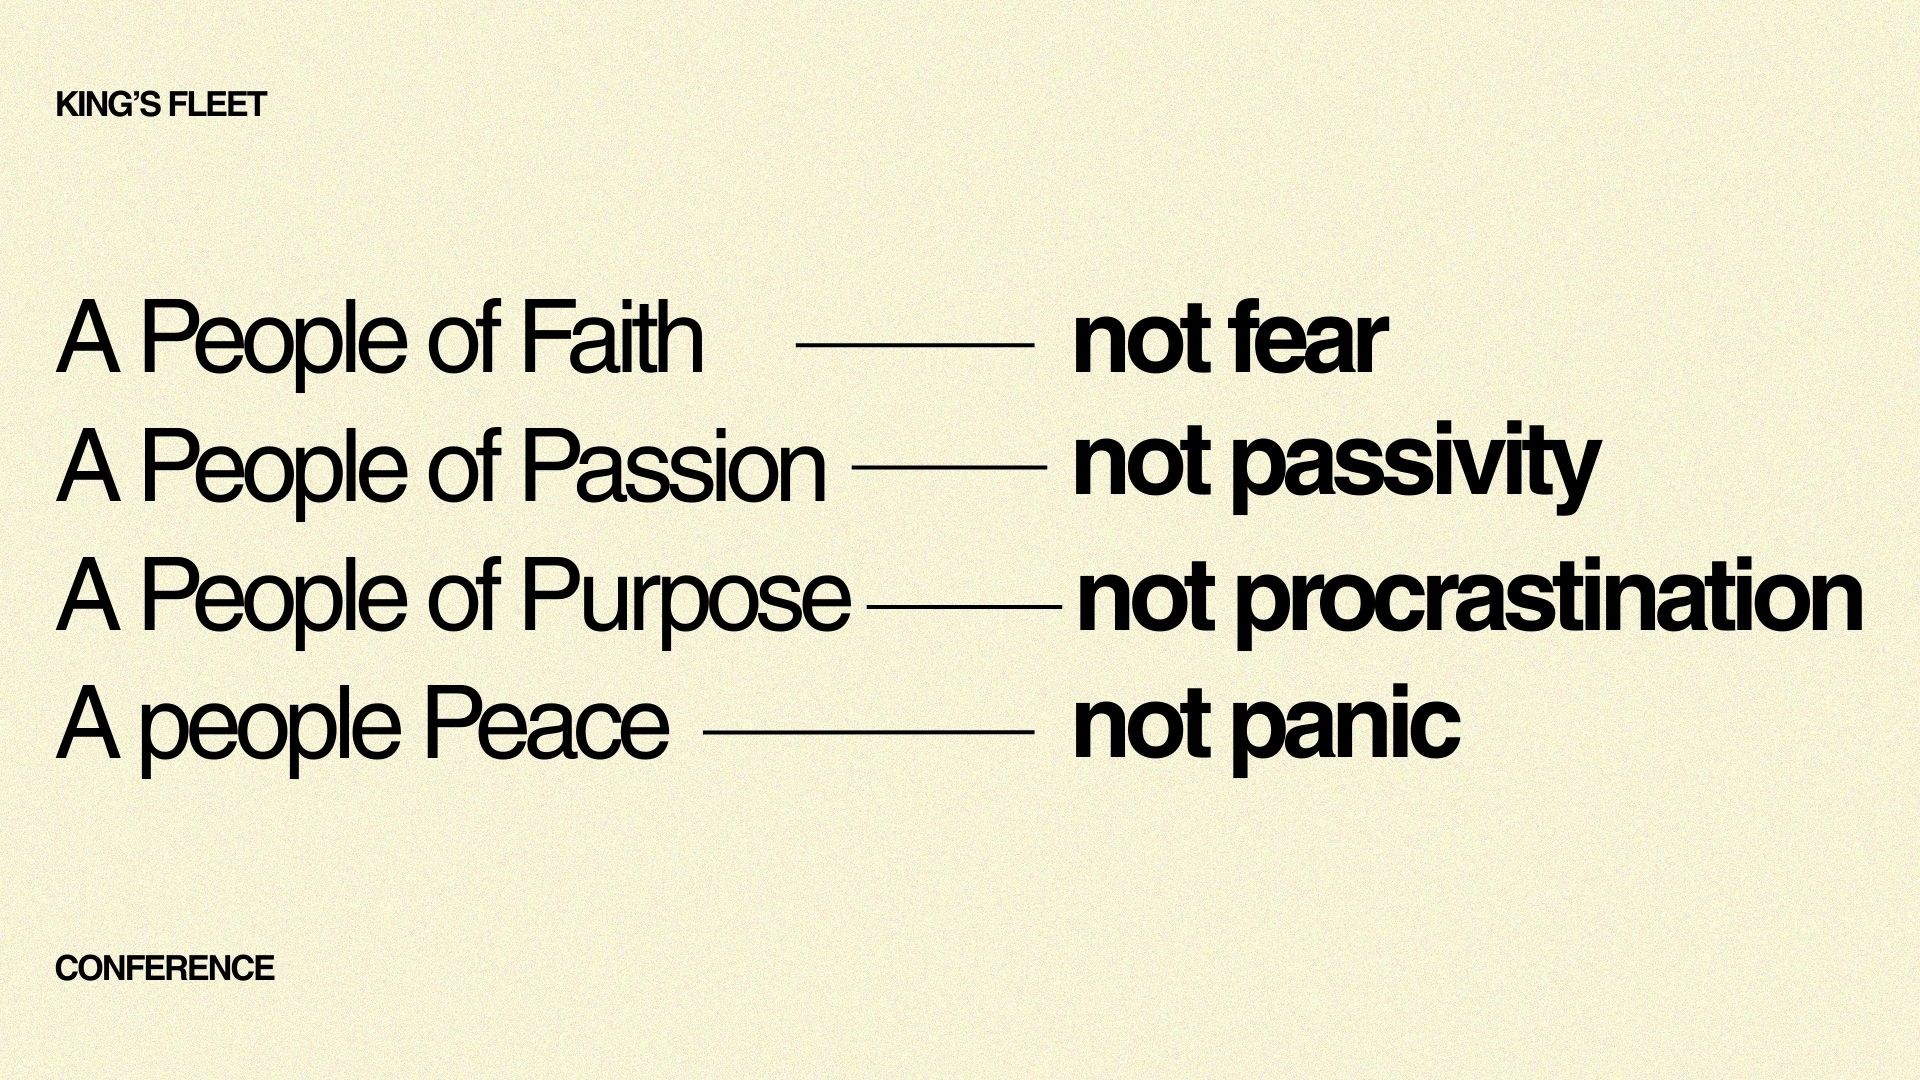 KING’S FLEET
A People of Faith not fear
A People of Passion not passivity
A People of Purpose not procrastination
A people Peace not panic
CONFERENCE